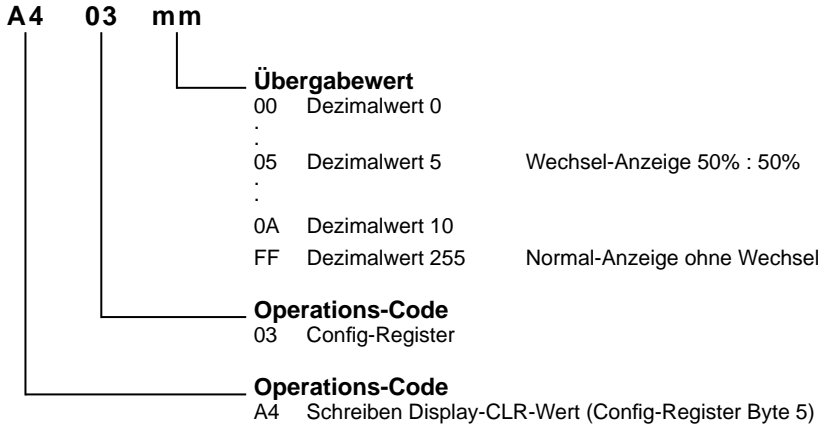 A4 03 mm
Übergabewert
00 Dezimalwert 0
.
.
05 Dezimalwert 5 Wechsel-Anzeige 50% : 50%
.
.
0A Dezimalwert 10
FF Dezimalwert 255 Normal-Anzeige ohne Wechsel
Operations-Code
03 Config-Register
Operations-Code
A4 Schreiben Display-CLR-Wert (Config-Register Byte 5)